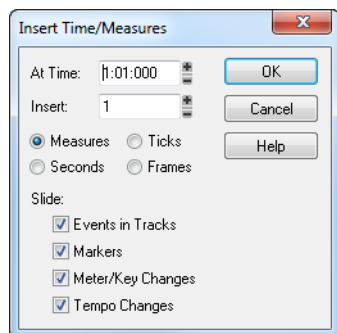 Insert Time/Measures
At Time: 1:01:000 OK
Insert: 1 Cancel
Measures Ticks Help
Seconds Frames
Slide:
Events in Tracks
Markers
Meter/Key Changes
Tempo Changes